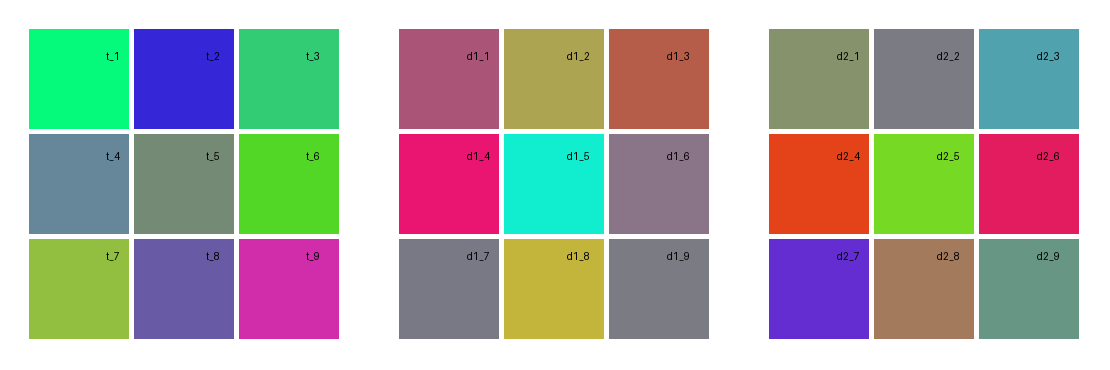 t_1 t_2 t_3 d1_1 d1_2 d1_3 d2_1 d2_2 d2_3
t_4 t_5 t_6 d1_4 d1_5 d1_6 d2_4 d2_5 d2_6
t_7 t_8 t_9 d1_7 d1_8 d1_9 d2_7 d2_8 d2_9